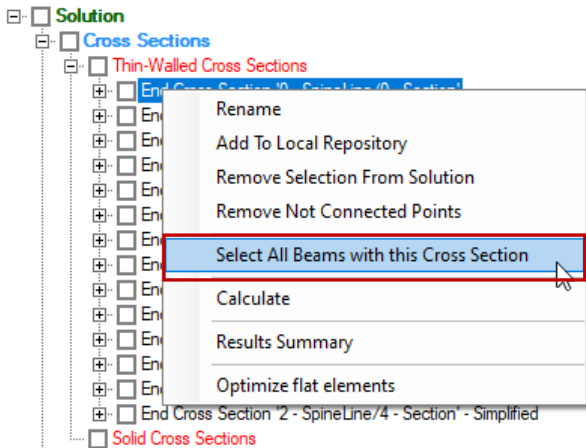 Solution
Cross Sections
Thin-Walled Cross Sections
End Cross Section '0 - SpineLine/0 - Section'
Rename
Add To Local Repository
Remove Selection From Solution
Remove Not Connected Points
Select All Beams with this Cross Section
Calculate
Results Summary
Optimize flat elements
End Cross Section '2 - SpineLine/4 - Section' - Simplified
Solid Cross Sections